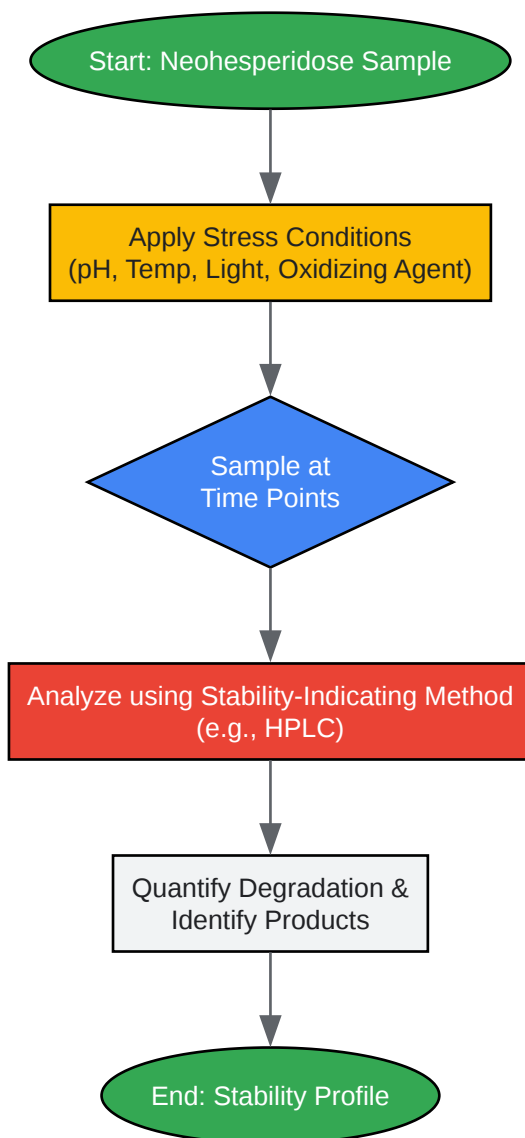 Start: Neohesperidose Sample
Apply Stress Conditions
(pH, Temp, Light, Oxidizing Agent)
Sample at
Time Points
Analyze using Stability-Indicating Method
(e.g., HPLC)
Quantify Degradation &
Identify Products
End: Stability Profile